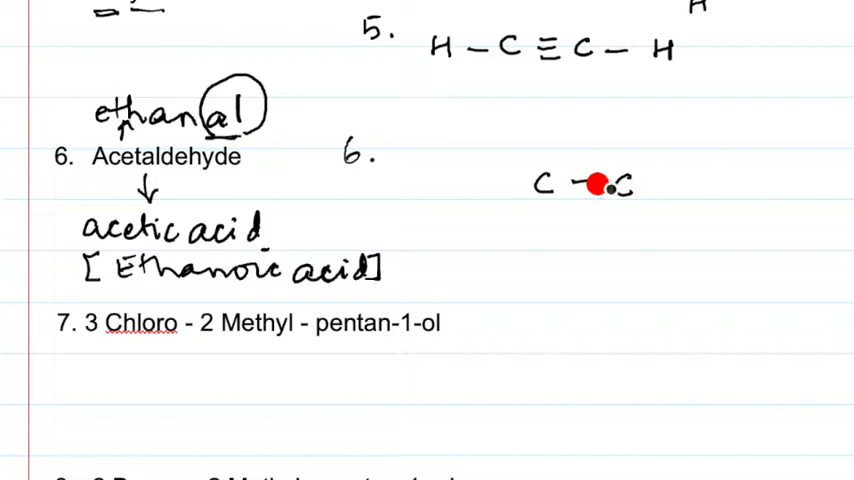 5. H - C ≡ C - H
H
ethanal
6. Acetaldehyde
6. C - C
acetic acid
[Ethanoic acid]
7. 3 Chloro - 2 Methyl - pentan-1-ol